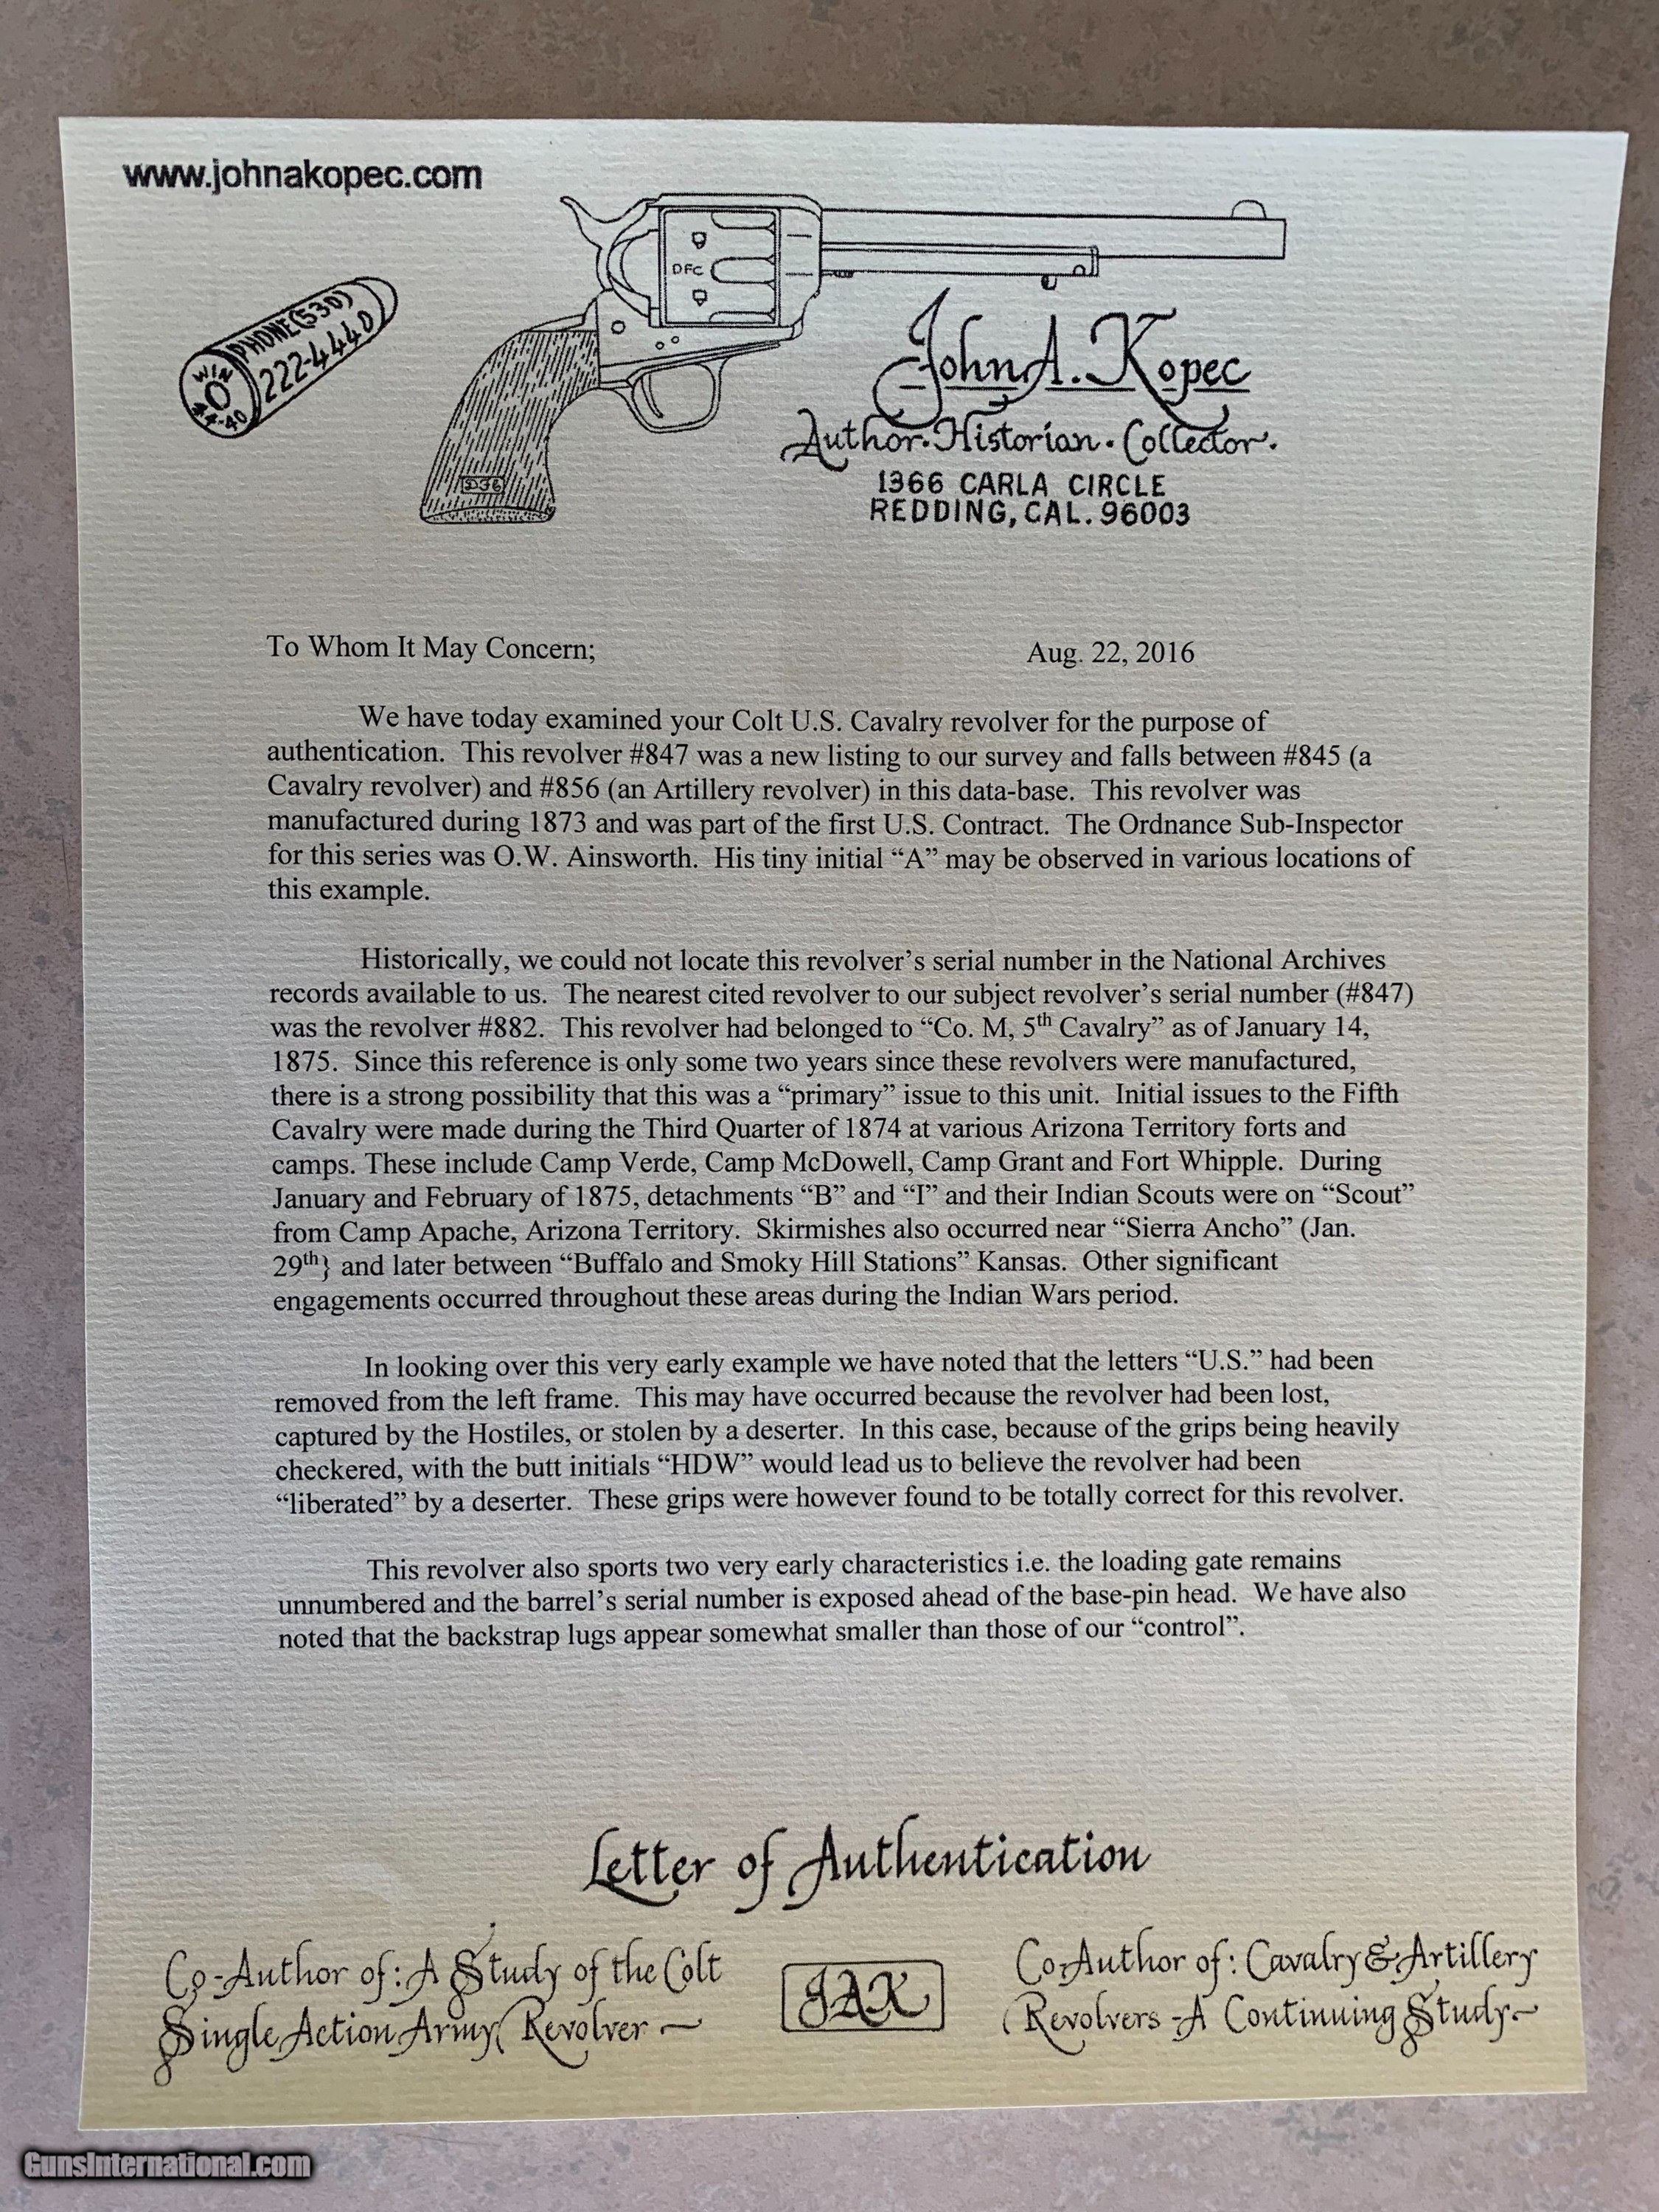 www.johnakopec.com
DFC
PHONE (530)
222-4440
WIN
44-40
John A. Kopec
Author · Historian · Collector.
1366 CARLA CIRCLE
REDDING, CAL. 96003
To Whom It May Concern; Aug. 22, 2016
We have today examined your Colt U.S. Cavalry revolver for the purpose of
authentication. This revolver #847 was a new listing to our survey and falls between #845 (a
Cavalry revolver) and #856 (an Artillery revolver) in this data-base. This revolver was
manufactured during 1873 and was part of the first U.S. Contract. The Ordnance Sub-Inspector
for this series was O.W. Ainsworth. His tiny initial “A” may be observed in various locations of
this example.
Historically, we could not locate this revolver’s serial number in the National Archives
records available to us. The nearest cited revolver to our subject revolver’s serial number (#847)
was the revolver #882. This revolver had belonged to “Co. M, 5th Cavalry” as of January 14,
1875. Since this reference is only some two years since these revolvers were manufactured,
there is a strong possibility that this was a “primary” issue to this unit. Initial issues to the Fifth
Cavalry were made during the Third Quarter of 1874 at various Arizona Territory forts and
camps. These include Camp Verde, Camp McDowell, Camp Grant and Fort Whipple. During
January and February of 1875, detachments “B” and “I” and their Indian Scouts were on “Scout”
from Camp Apache, Arizona Territory. Skirmishes also occurred near “Sierra Ancho” (Jan.
29th} and later between “Buffalo and Smoky Hill Stations” Kansas. Other significant
engagements occurred throughout these areas during the Indian Wars period.
In looking over this very early example we have noted that the letters “U.S.” had been
removed from the left frame. This may have occurred because the revolver had been lost,
captured by the Hostiles, or stolen by a deserter. In this case, because of the grips being heavily
checkered, with the butt initials “HDW” would lead us to believe the revolver had been
“liberated” by a deserter. These grips were however found to be totally correct for this revolver.
This revolver also sports two very early characteristics i.e. the loading gate remains
unnumbered and the barrel’s serial number is exposed ahead of the base-pin head. We have also
noted that the backstrap lugs appear somewhat smaller than those of our “control”.
Letter of Authentication
Co-Author of: A Study of the Colt
Single Action Army Revolver ~
JAK
Co-Author of: Cavalry & Artillery
Revolvers - A Continuing Study ~
GunsInternational.com